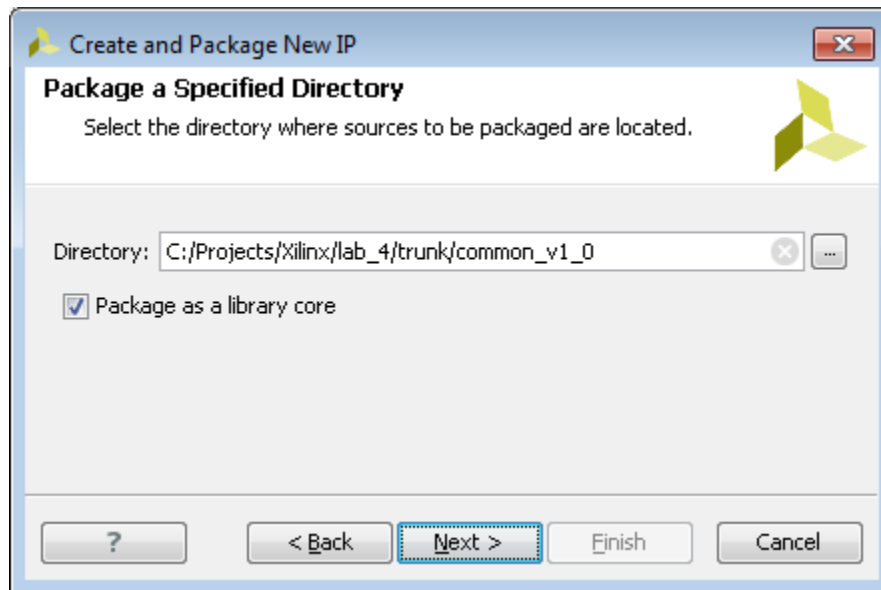 Create and Package New IP
Package a Specified Directory
Select the directory where sources to be packaged are located.
Directory: C:/Projects/Xilinx/lab_4/trunk/common_v1_0 ...
Package as a library core
? < Back Next > Finish Cancel